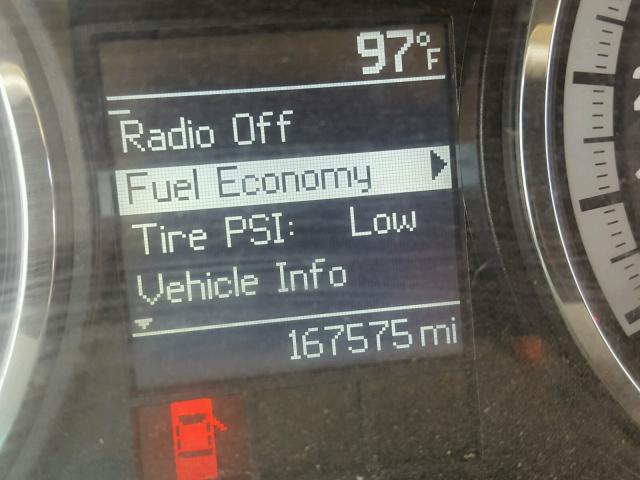 97°F
Radio Off
Fuel Economy
Tire PSI: Low
Vehicle Info
167575 mi